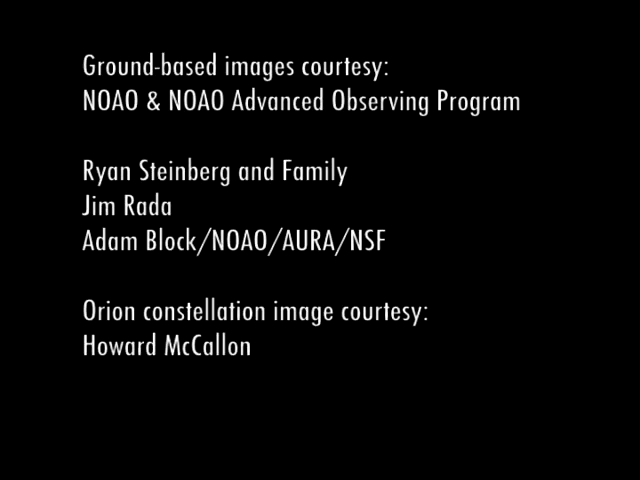 Ground-based images courtesy:
NOAO & NOAO Advanced Observing Program
Ryan Steinberg and Family
Jim Rada
Adam Block/NOAO/AURA/NSF
Orion constellation image courtesy:
Howard McCallon